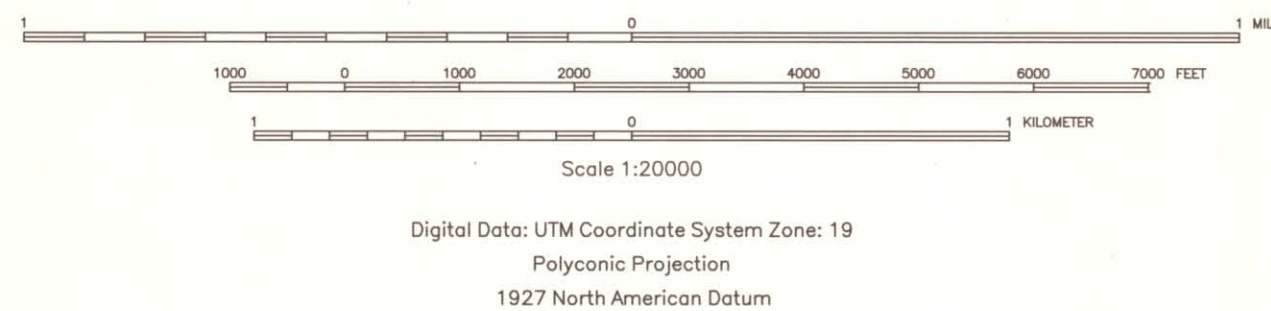 1 0 1 MIL
1000 0 1000 2000 3000 4000 5000 6000 7000 FEET
1 0 1 KILOMETER
Scale 1:20000
Digital Data: UTM Coordinate System Zone: 19
Polyconic Projection
1927 North American Datum